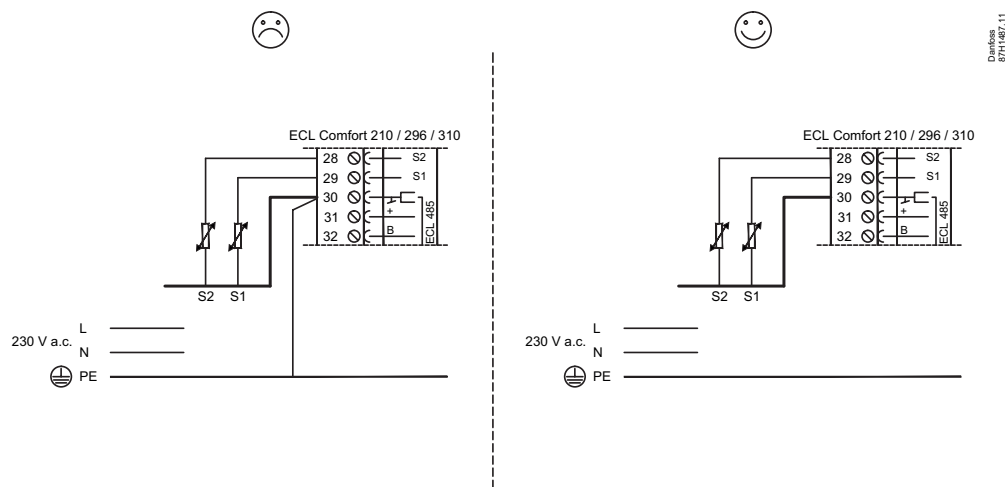 Danfoss
87H1487.11
ECL Comfort 210 / 296 / 310
28 S2
29 S1
30
31 +
32 B
ECL 485
S2 S1
L
230 V a.c.
N
PE
ECL Comfort 210 / 296 / 310
28 S2
29 S1
30
31 +
32 B
ECL 485
S2 S1
L
230 V a.c.
N
PE